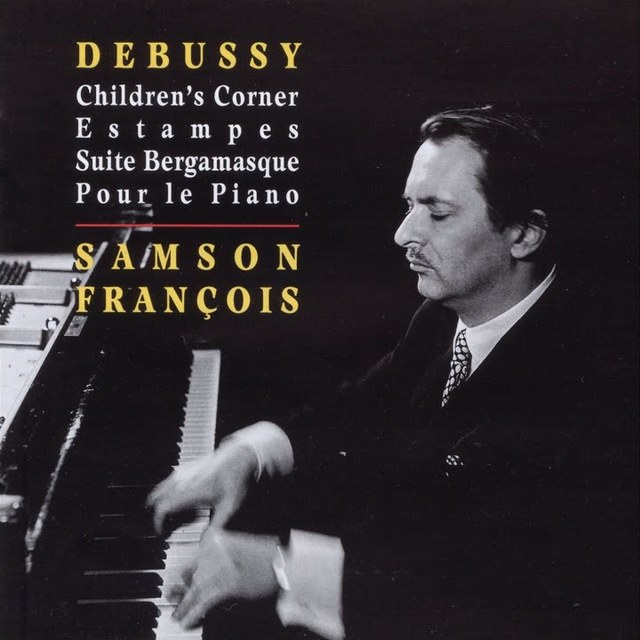 DEBUSSY
Children's Corner
Estampes
Suite Bergamasque
Pour le Piano
SAMSON
FRANÇOIS